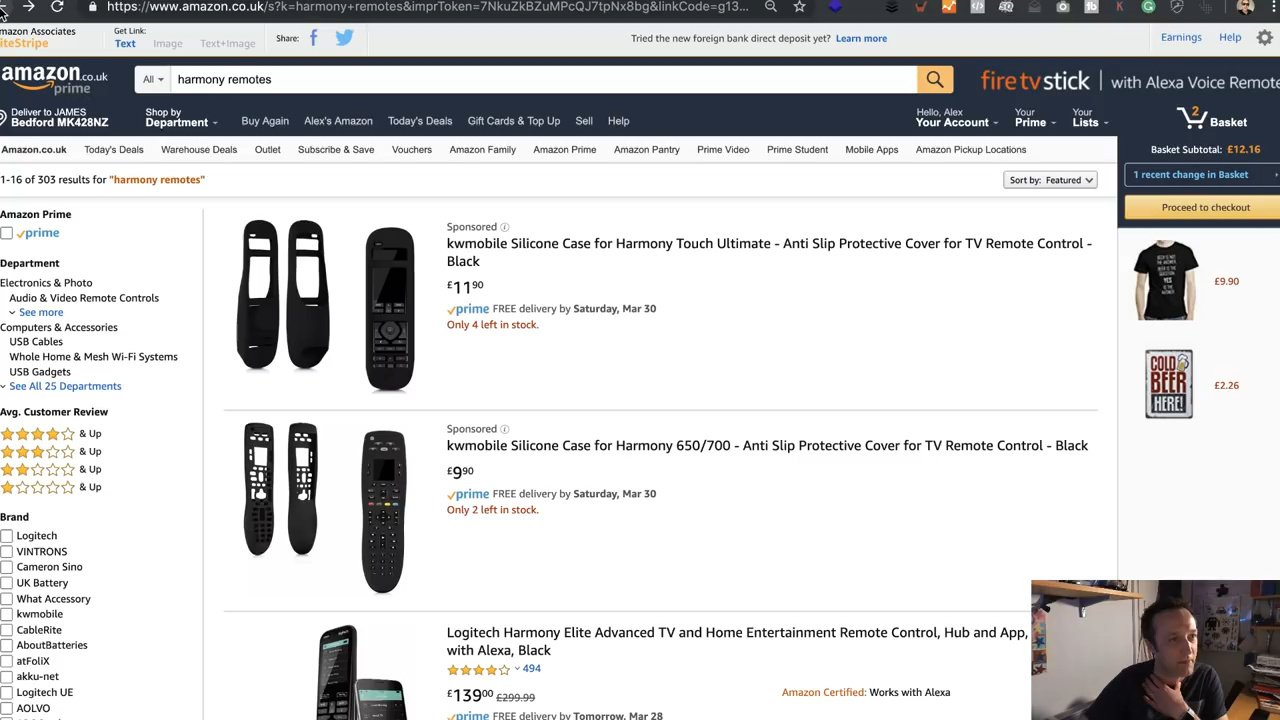 https://www.amazon.co.uk/s?k=harmony+remotes&imprToken=7NkuZkBZuMPcQJ7tpNx8bg&linkCode=g13...
mazon Associates
iteStripe
Get Link:
Text Image Text+Image
Share:
Tried the new foreign bank direct deposit yet? Learn more
Earnings Help
amazon.co.uk
prime
All
harmony remotes
fire tv stick | with Alexa Voice Remote
Deliver to JAMES
Bedford MK428NZ
Shop by
Department
Buy Again Alex's Amazon Today's Deals Gift Cards & Top Up Sell Help
Hello, Alex
Your Account
Your
Prime
Your
Lists
2
Basket
Amazon.co.uk Today's Deals Warehouse Deals Outlet Subscribe & Save Vouchers Amazon Family Amazon Prime Amazon Pantry Prime Video Prime Student Mobile Apps Amazon Pickup Locations
Basket Subtotal: £12.16
1 recent change in Basket
Proceed to checkout
£9.90
COLD
BEER
HERE!
£2.26
1-16 of 303 results for "harmony remotes"
Sort by: Featured
Amazon Prime
prime
Department
Electronics & Photo
Audio & Video Remote Controls
See more
Computers & Accessories
USB Cables
Whole Home & Mesh Wi-Fi Systems
USB Gadgets
See All 25 Departments
Avg. Customer Review
& Up
& Up
& Up
& Up
Brand
Logitech
VINTRONS
Cameron Sino
UK Battery
What Accessory
kwmobile
CableRite
AboutBatteries
atFoliX
akku-net
Logitech UE
AOLVO
Sponsored
kwmobile Silicone Case for Harmony Touch Ultimate - Anti Slip Protective Cover for TV Remote Control -
Black
£11 90
prime FREE delivery by Saturday, Mar 30
Only 4 left in stock.
Sponsored
kwmobile Silicone Case for Harmony 650/700 - Anti Slip Protective Cover for TV Remote Control - Black
£9 90
prime FREE delivery by Saturday, Mar 30
Only 2 left in stock.
Logitech Harmony Elite Advanced TV and Home Entertainment Remote Control, Hub and App,
with Alexa, Black
494
£139 00 £299.99
prime FREE delivery by Tomorrow, Mar 28
Amazon Certified: Works with Alexa